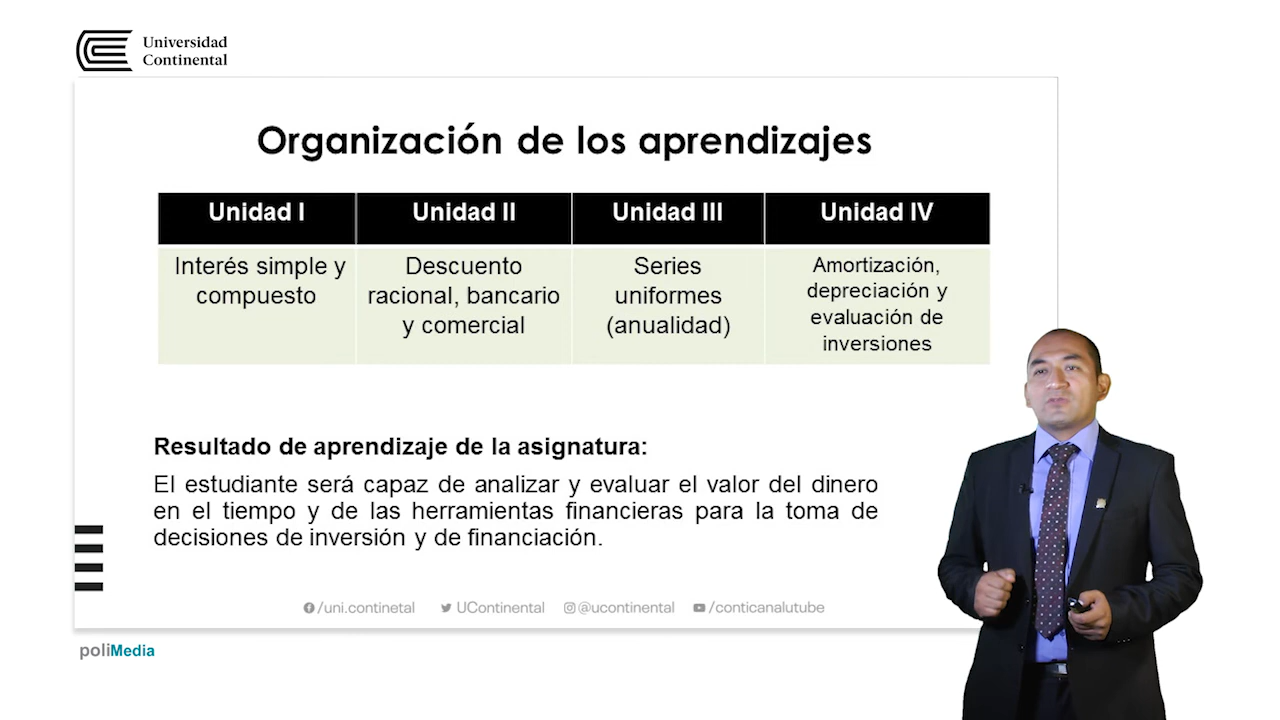 Universidad
Continental
Organización de los aprendizajes
Unidad I
Unidad II
Unidad III
Unidad IV
Interés simple y
compuesto
Descuento
racional, bancario
y comercial
Series
uniformes
(anualidad)
Amortización,
depreciación y
evaluación de
inversiones
Resultado de aprendizaje de la asignatura:
El estudiante será capaz de analizar y evaluar el valor del dinero
en el tiempo y de las herramientas financieras para la toma de
decisiones de inversión y de financiación.
/uni.continetal UContinental @ucontinental /conticanalutube
poliMedia